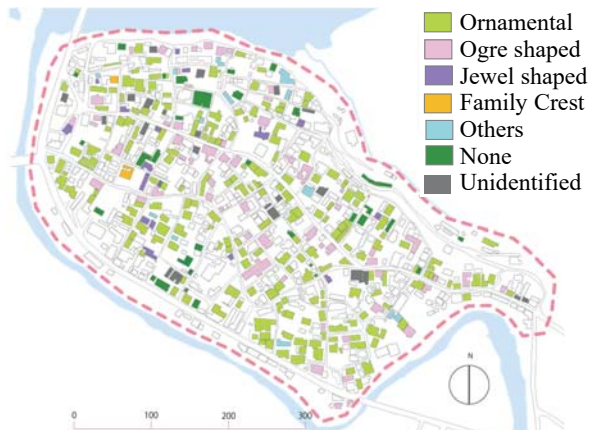 Ornamental
Ogre shaped
Jewel shaped
Family Crest
Others
None
Unidentified
N
0 100 200 300